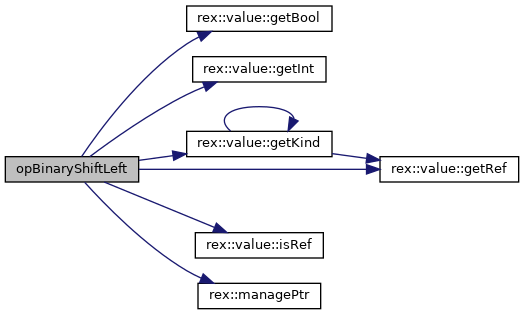 rex::value::getBool
rex::value::getInt
rex::value::getKind
opBinaryShiftLeft
rex::value::getRef
rex::value::isRef
rex::managePtr